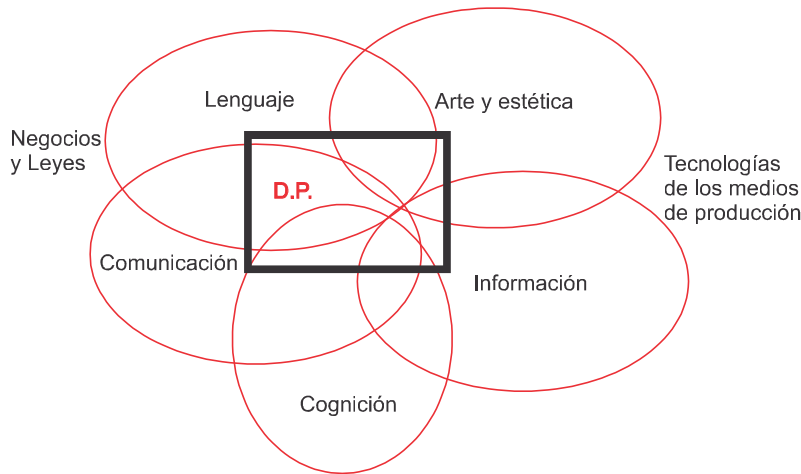 Lenguaje
Arte y estética
Negocios
y Leyes
Tecnologías
de los medios
de producción
D.P.
Comunicación
Información
Cognición